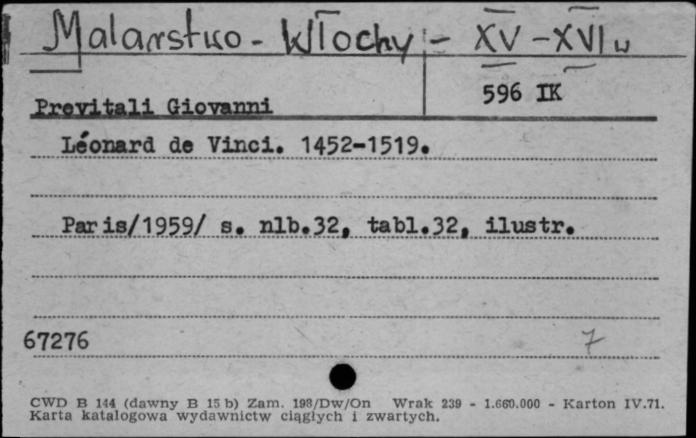 Malarstwo - Włochy - XV - XVI w
596 IK
Previtali Giovanni
Léonard de Vinci. 1452-1519.
Paris/1959/ s. nlb.32, tabl.32, ilustr.
67276
7
CWD B 144 (dawny B 15 b) Zam. 198/Dw/On Wrak 239 - 1.660.000 - Karton IV.71.
Karta katalogowa wydawnictw ciągłych i zwartych.